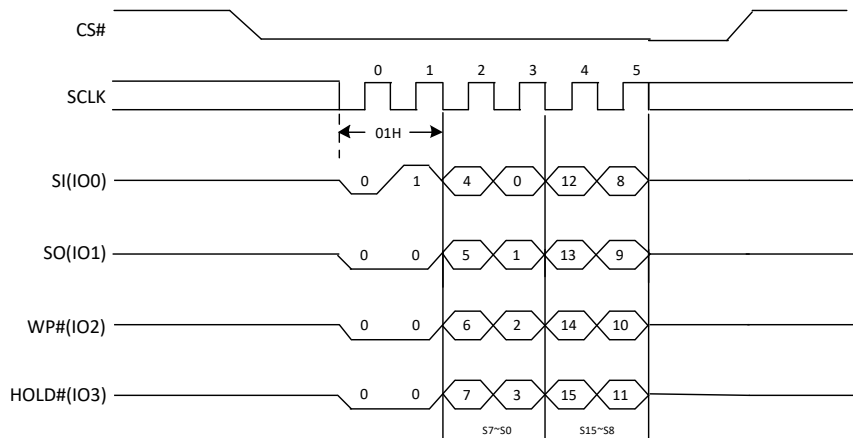 CS#
0 1 2 3 4 5
SCLK
01H
SI(IO0) 0 1 4 0 12 8
SO(IO1) 0 0 5 1 13 9
WP#(IO2) 0 0 6 2 14 10
HOLD#(IO3) 0 0 7 3 15 11
S7~S0 S15~S8